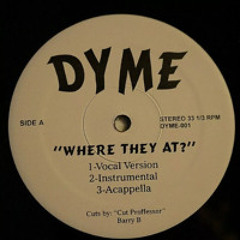 DYME
SIDE A
STEREO 33 1/3 RPM
DYME-001
"WHERE THEY AT?"
1-Vocal Version
2-Instrumental
3-Acappella
Cuts by: "Cut Proffessor"
Barry B